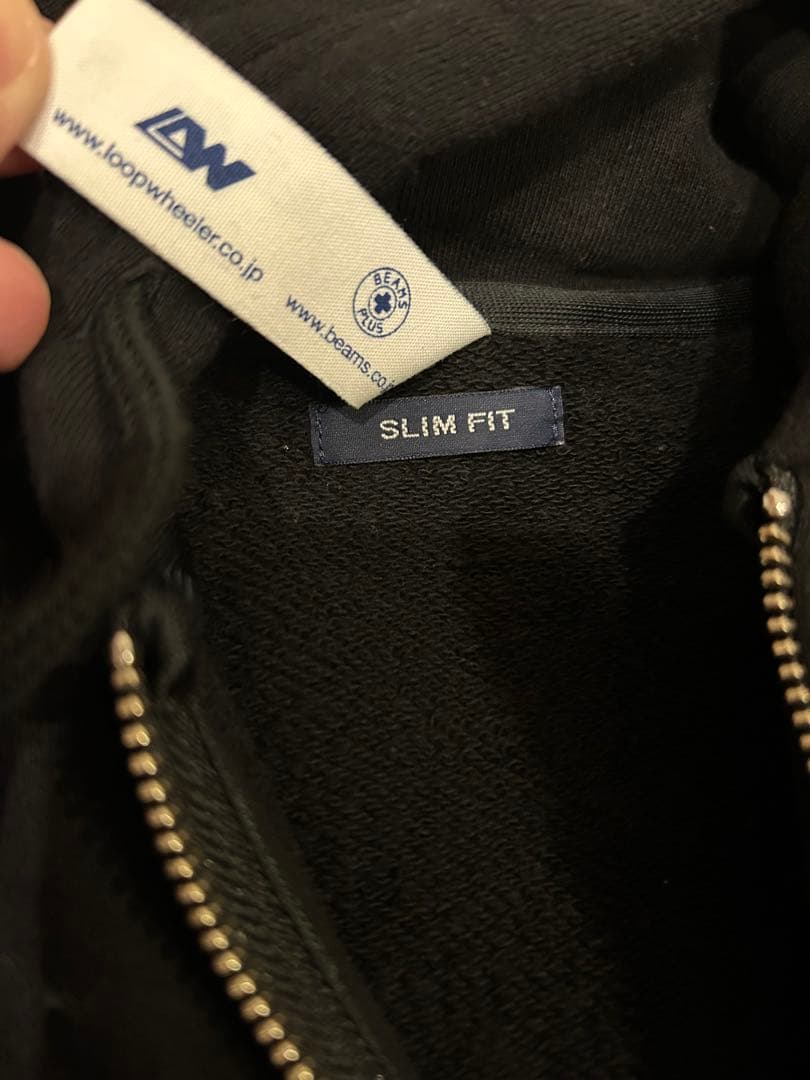 LW
www.loopwheeler.co.jp
BEAMS
PLUS
www.beams.co.j
SLIM FIT